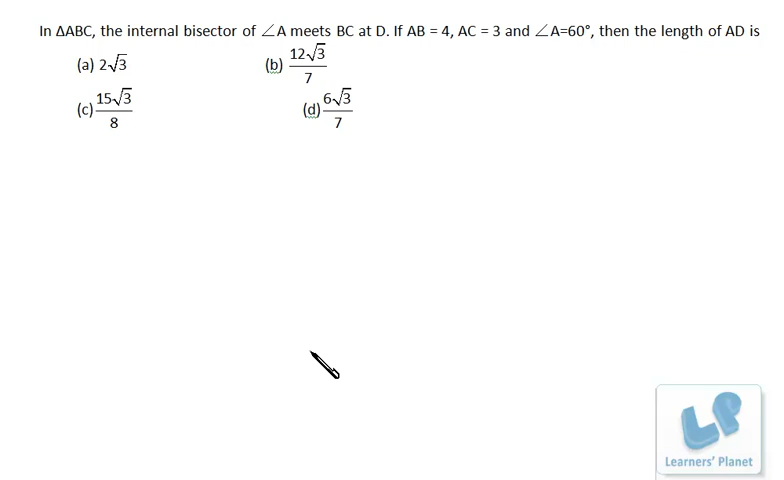 In ΔABC, the internal bisector of ∠A meets BC at D. If AB = 4, AC = 3 and ∠A=60°, then the length of AD is
(a) 2√3 (b) 12√3/7
(c) 15√3/8 (d) 6√3/7
LP
Learners' Planet